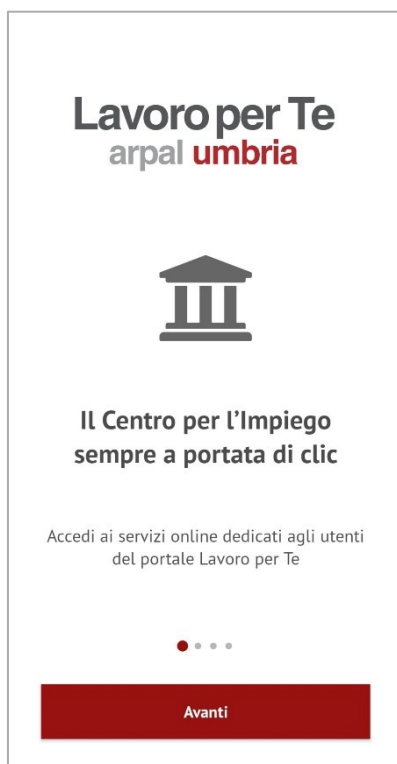 Lavoro per Te
arpal umbria
Il Centro per l'Impiego
sempre a portata di clic
Accedi ai servizi online dedicati agli utenti
del portale Lavoro per Te
Avanti